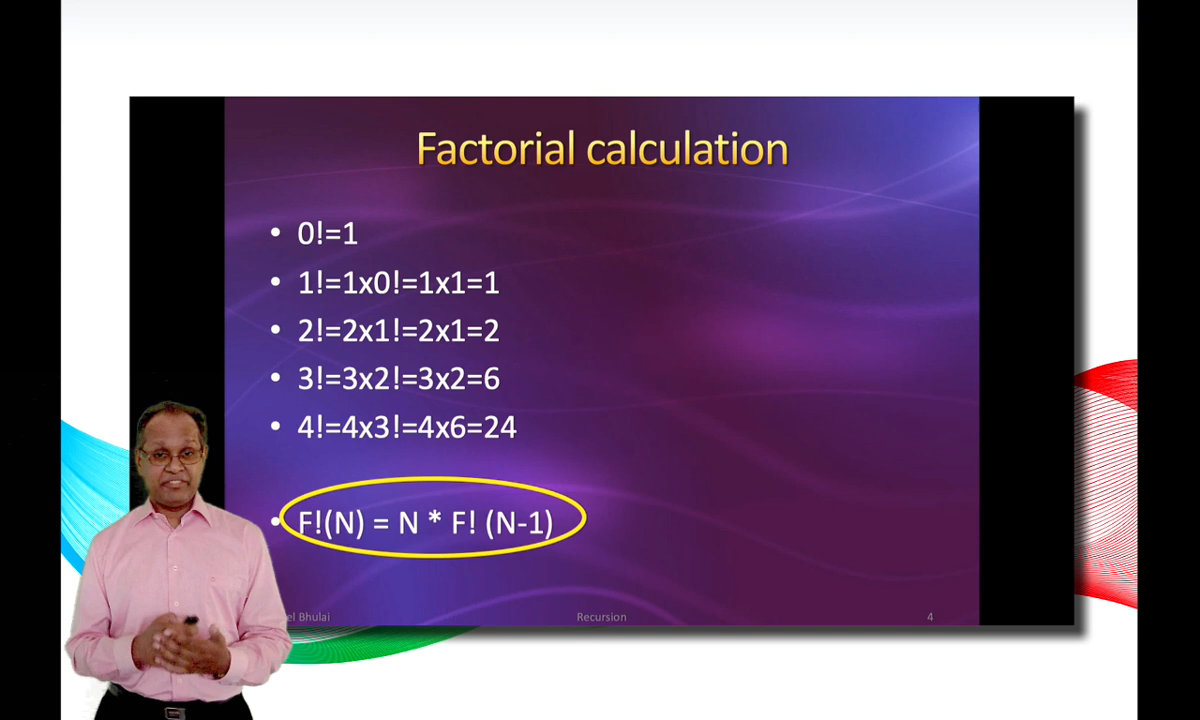 Factorial calculation
• 0!=1
• 1!=1x0!=1x1=1
• 2!=2x1!=2x1=2
• 3!=3x2!=3x2=6
• 4!=4x3!=4x6=24
• F!(N) = N * F! (N-1)
Bhulai
Recursion
4